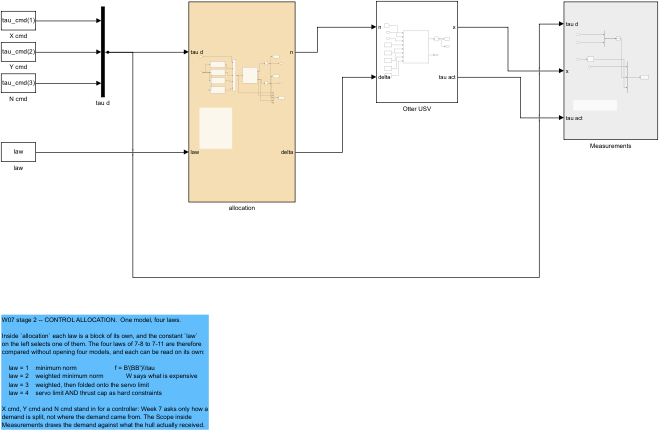 tau_cmd(1)
X cmd
tau_cmd(2)
Y cmd
tau_cmd(3)
N cmd
tau d
law
law
tau d
law
n
delta
allocation
n
delta
x
tau act
Otter USV
tau d
x
tau act
Measurements
W07 stage 2 -- CONTROL ALLOCATION. One model, four laws.
Inside `allocation` each law is a block of its own, and the constant `law`
on the left selects one of them. The four laws of 7-8 to 7-11 are therefore
compared without opening four models, and each can be read on its own:
law = 1 minimum norm f = B'(BB')\tau
law = 2 weighted minimum norm W says what is expensive
law = 3 weighted, then folded onto the servo limit
law = 4 servo limit AND thrust cap as hard constraints
X cmd, Y cmd and N cmd stand in for a controller: Week 7 asks only how a
demand is split, not where the demand came from. The Scope inside
Measurements draws the demand against what the hull actually received.